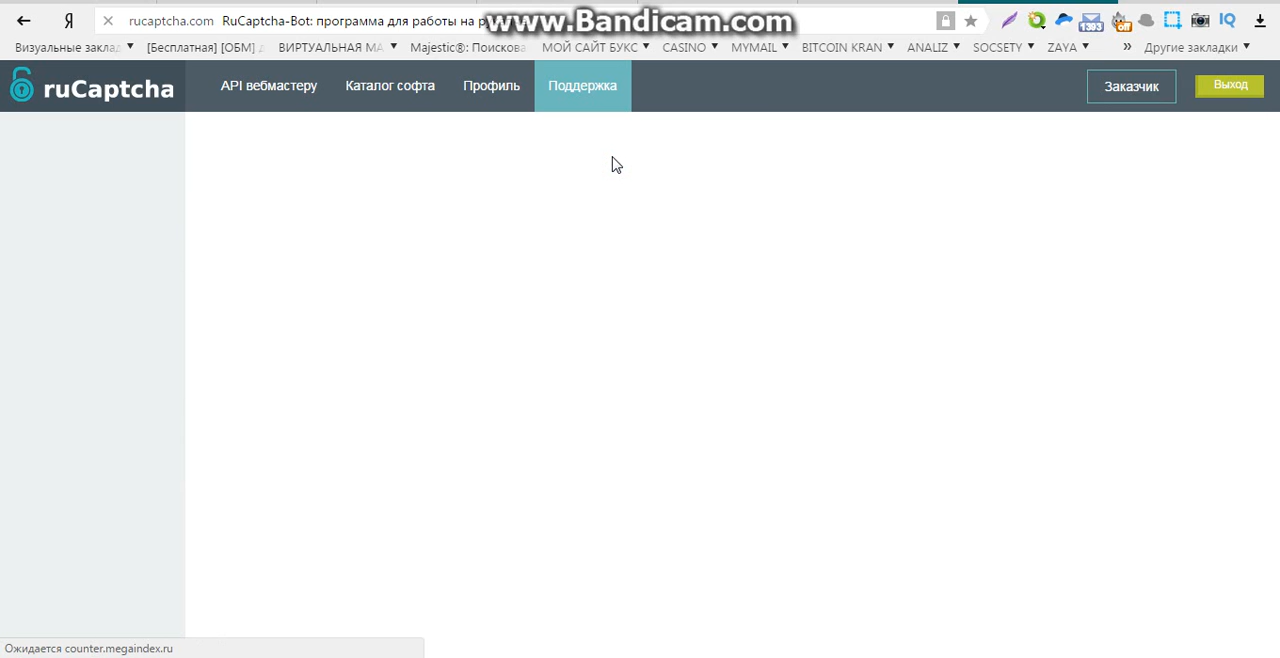 www.Bandicam.com
rucaptcha.com RuCaptcha-Bot: программа для работы на
Визуальные заклад [Бесплатная] [ОБМ] ВИРТУАЛЬНАЯ МА Majestic®: Поискова МОЙ САЙТ БУКС CASINO MYMAIL BITCOIN KRAN ANALIZ SOCSETY ZAYA » Другие закладки
ruCaptcha API вебмастеру Каталог софта Профиль Поддержка Заказчик Выход
Ожидается counter.megaindex.ru